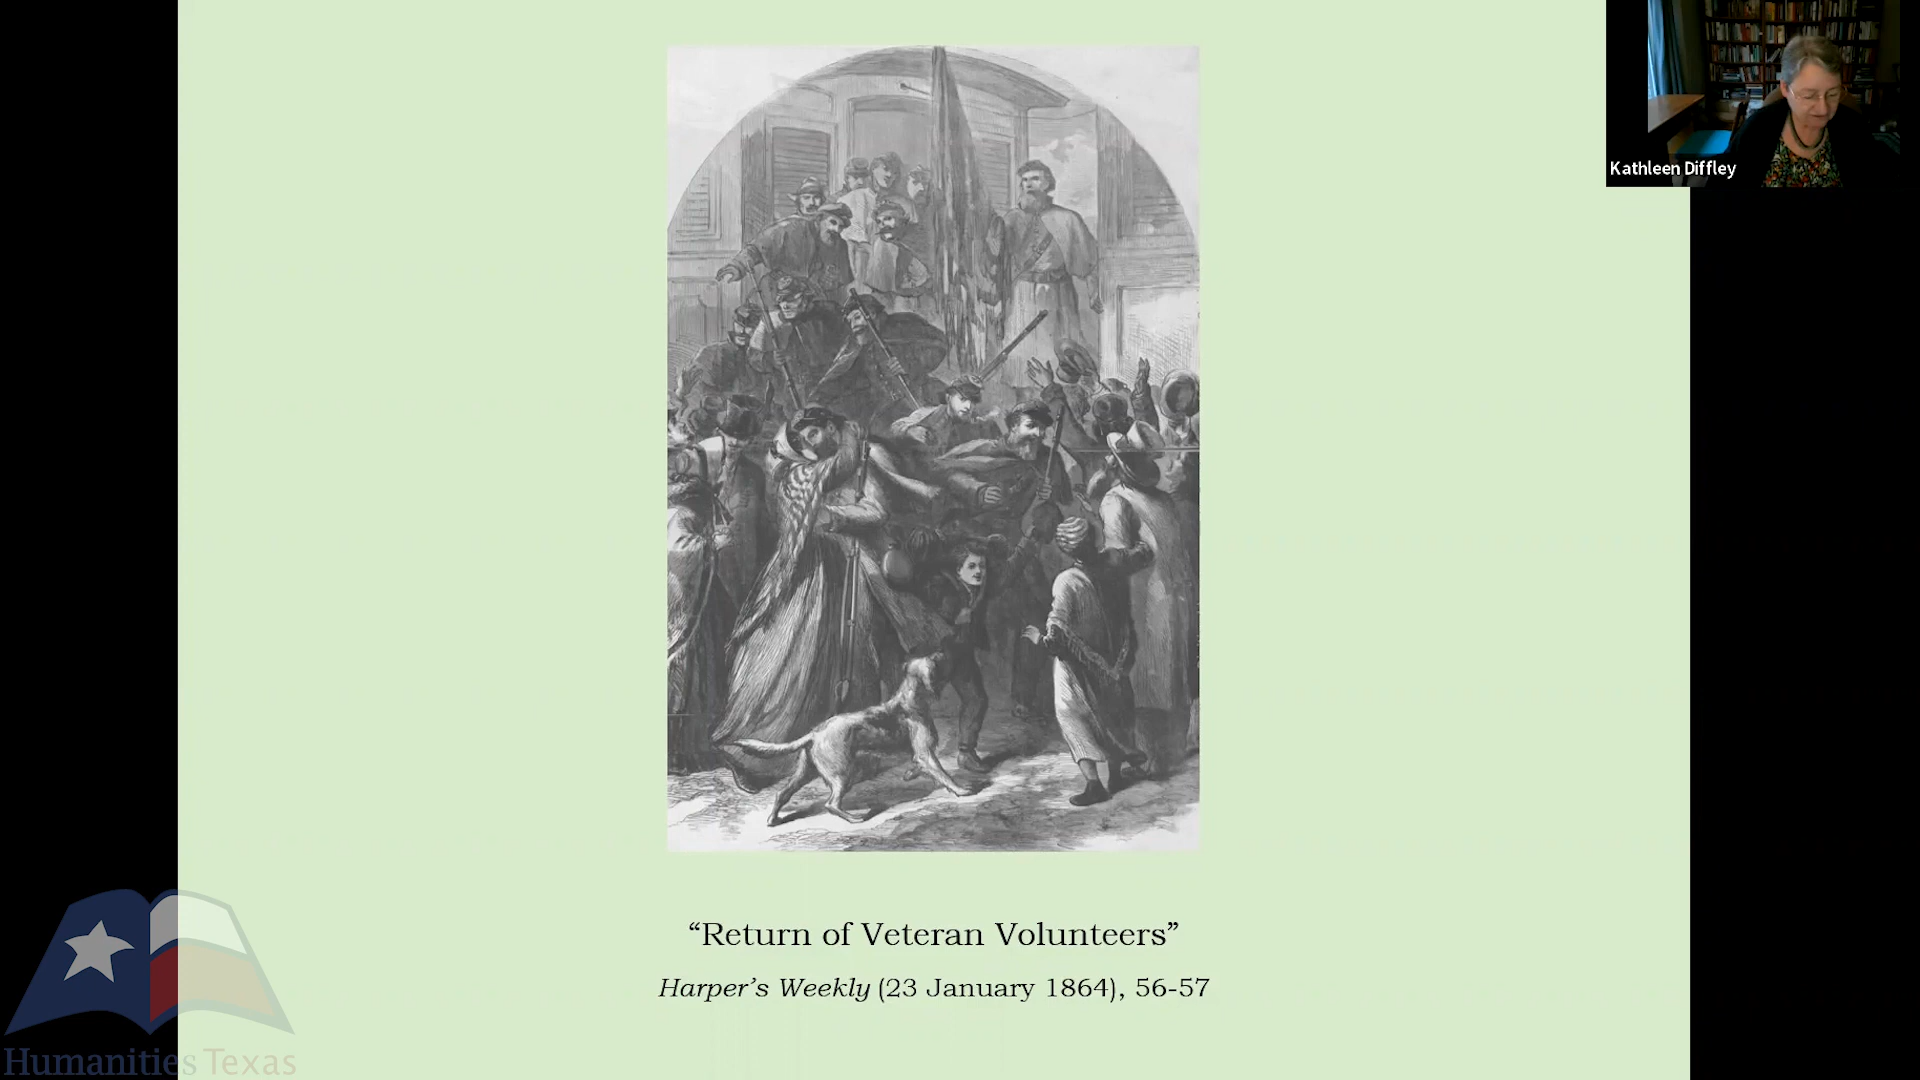 Kathleen Diffley
“Return of Veteran Volunteers”
Harper’s Weekly (23 January 1864), 56-57
Humanities Texas